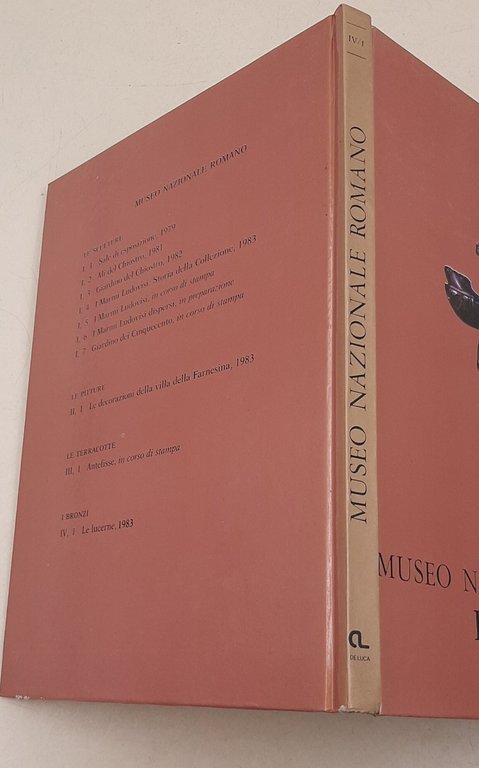 MUSEO NAZIONALE ROMANO
LE SCULTURE
I, 1 Sale di esposizione, 1979
I, 2 Ali del Chiostro, 1981
I, 3 Giardino del Chiostro, 1982
I, 4 I Marmi Ludovisi. Storia della Collezione, 1983
I, 5 I Marmi Ludovisi, in corso di stampa
I, 6 I Marmi Ludovisi dispersi, in preparazione
I, 7 Giardino dei Cinquecento, in corso di stampa
LE PITTURE
II, 1 Le decorazioni della villa della Farnesina, 1983
LE TERRACOTTE
III, 1 Antefisse, in corso di stampa
I BRONZI
IV, 1 Le lucerne, 1983
IV/1
MUSEO NAZIONALE ROMANO
DE LUCA
MUSEO N